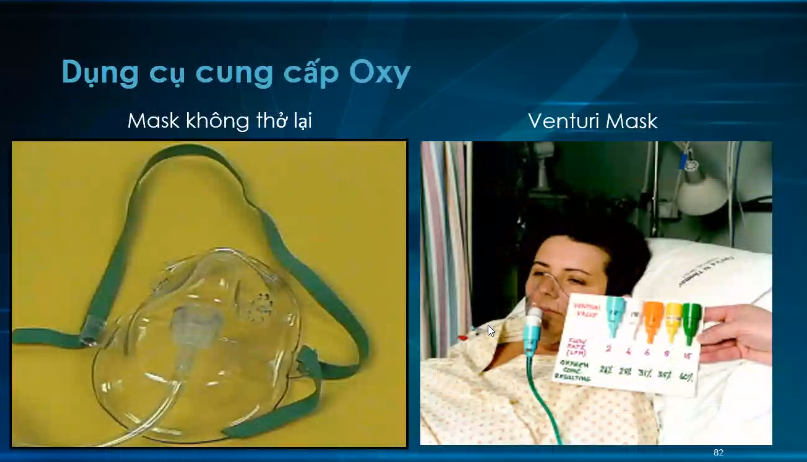 Dụng cụ cung cấp Oxy
Mask không thở lại
Venturi Mask
VENTURI
VALVE
FLOW
RATE
(LPM)
2 4 6 8 15
OXYGEN
CONC.
RESULTING
24% 28% 31% 35% 60%
82